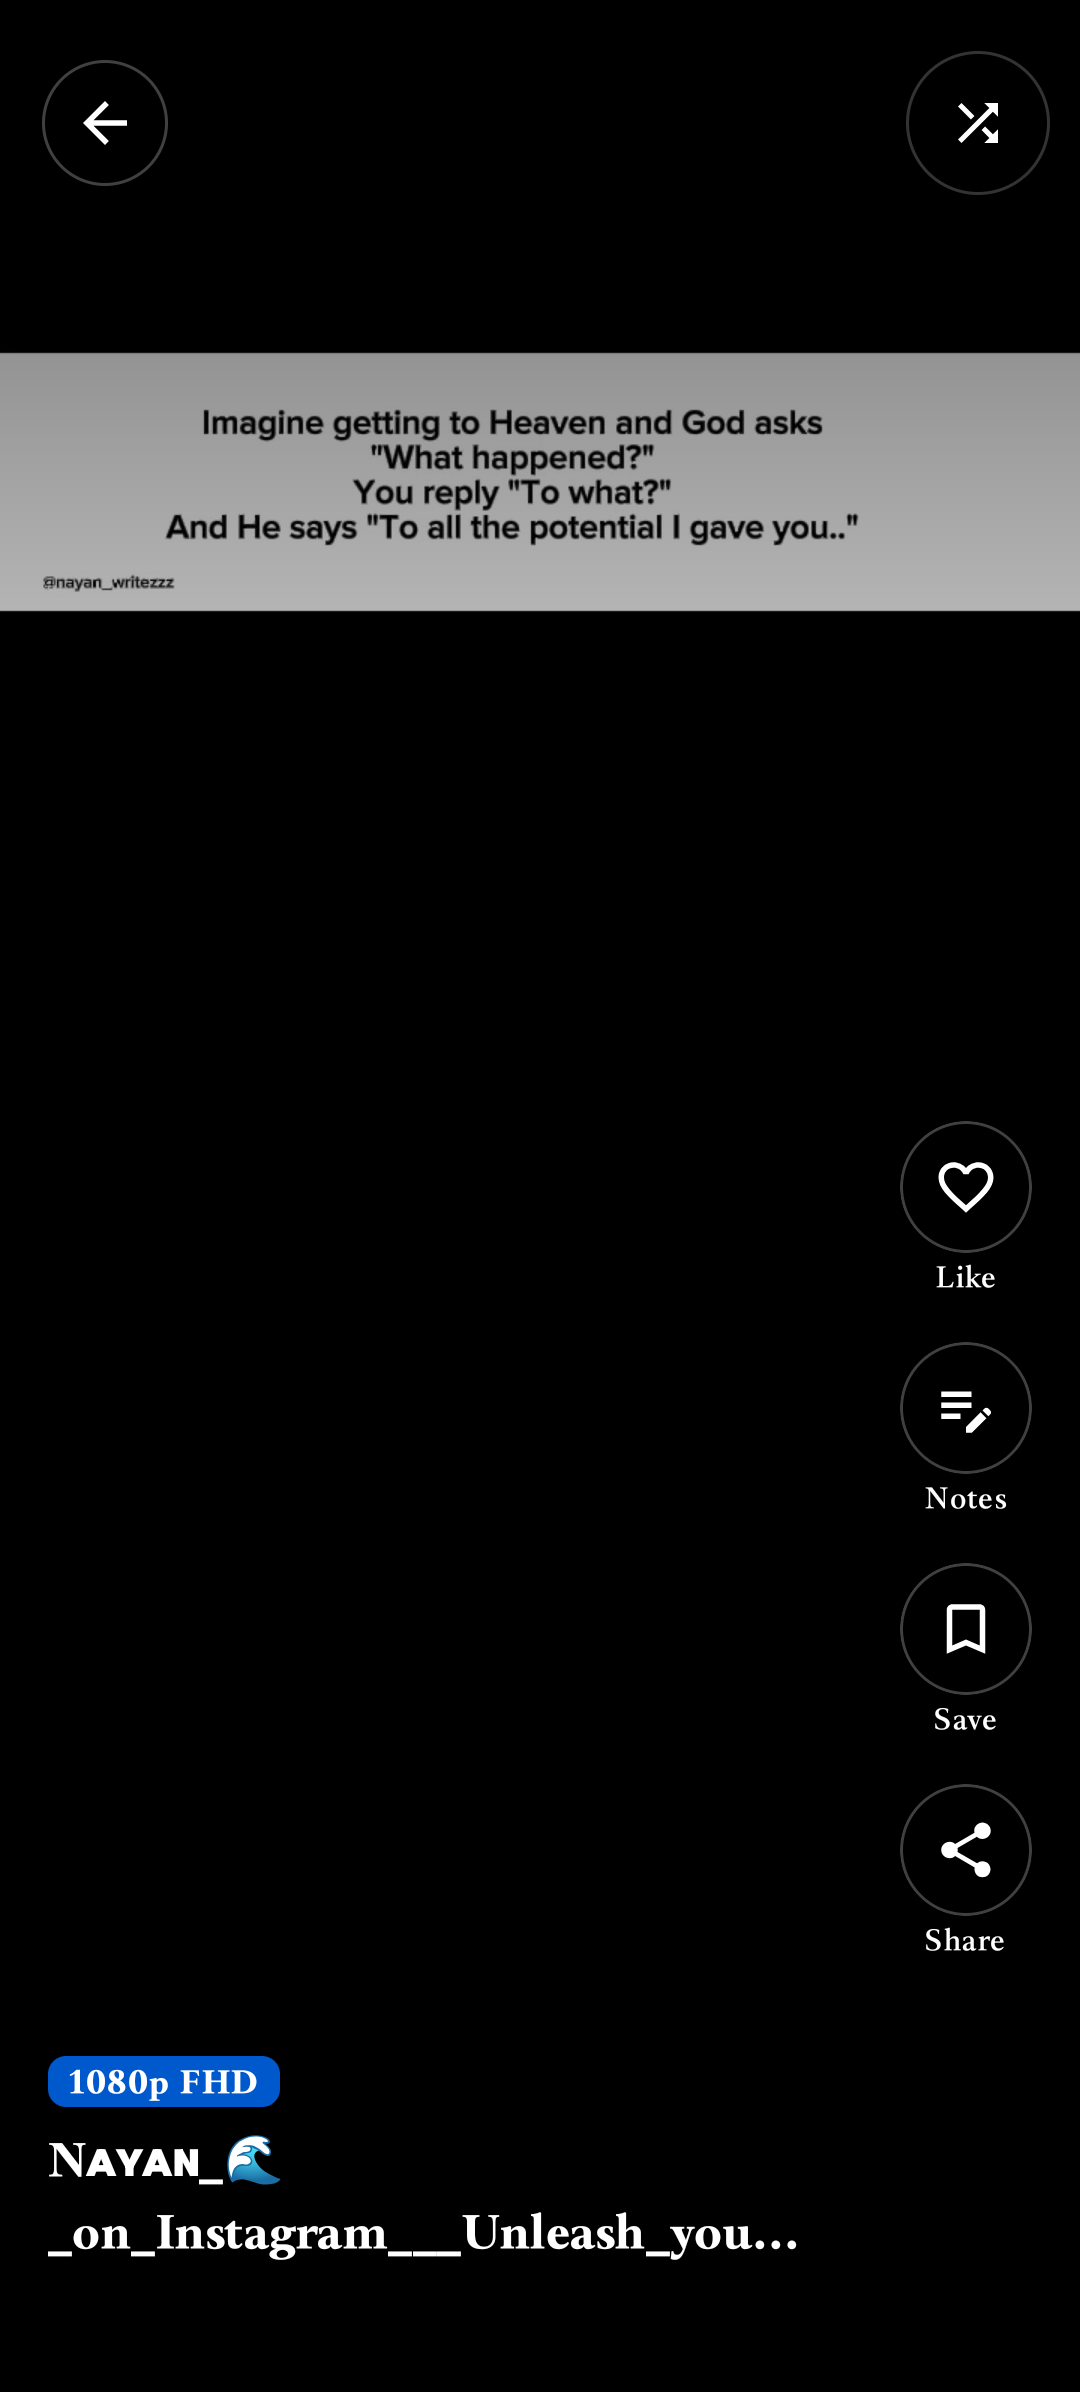 Imagine getting to Heaven and God asks
"What happened?"
You reply "To what?"
And He says "To all the potential I gave you.."
@nayan_writezzz
Like
Notes
Save
Share
1080p FHD
Nᴀʏᴀɴ_🌊
_on_Instagram___Unleash_you...